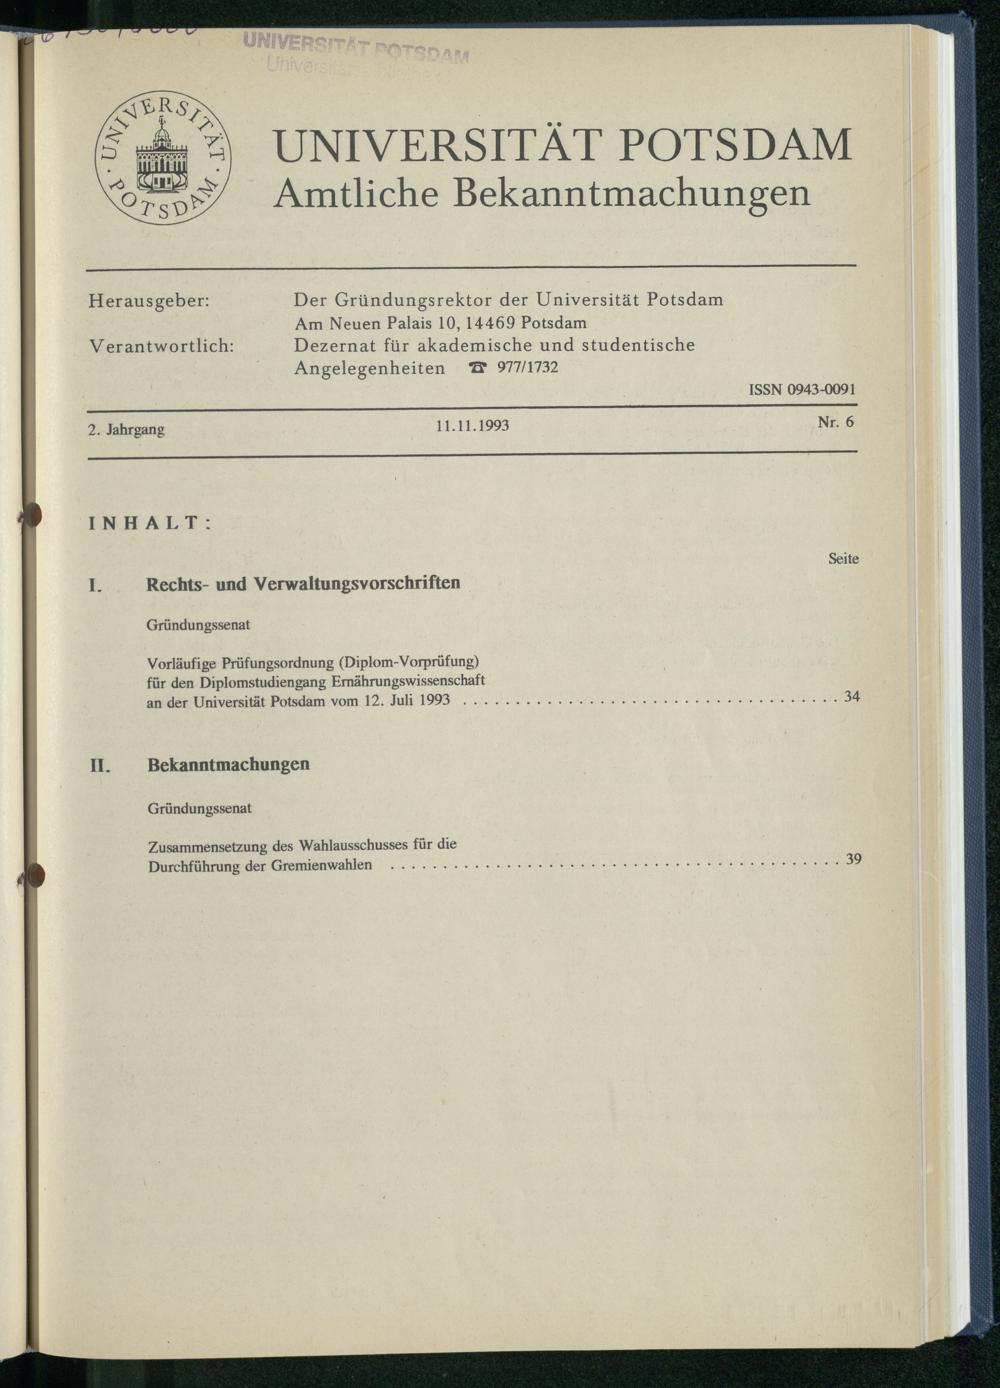 UNIVERSITÄT POTSDAM
UNIVERSITÄT
· POTSDAM ·
UNIVERSITÄT POTSDAM
Amtliche Bekanntmachungen
Herausgeber: Der Gründungsrektor der Universität Potsdam
Am Neuen Palais 10, 14469 Potsdam
Verantwortlich: Dezernat für akademische und studentische
Angelegenheiten ☎ 977/1732
ISSN 0943-0091
2. Jahrgang 11.11.1993 Nr. 6
INHALT:
Seite
I. Rechts- und Verwaltungsvorschriften
Gründungssenat
Vorläufige Prüfungsordnung (Diplom-Vorprüfung)
für den Diplomstudiengang Ernährungswissenschaft
an der Universität Potsdam vom 12. Juli 1993 . . . . . . . . . . . . . . . . . . . . . . . . . . . . . . . . . . . . 34
II. Bekanntmachungen
Gründungssenat
Zusammensetzung des Wahlausschusses für die
Durchführung der Gremienwahlen . . . . . . . . . . . . . . . . . . . . . . . . . . . . . . . . . . . . . . . . . . . 39